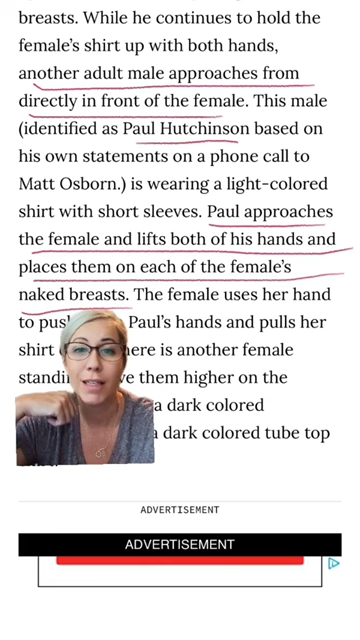 breasts. While he continues to hold the
female's shirt up with both hands,
another adult male approaches from
directly in front of the female. This male
(identified as Paul Hutchinson based on
his own statements on a phone call to
Matt Osborn.) is wearing a light-colored
shirt with short sleeves. Paul approaches
the female and lifts both of his hands and
places them on each of the female's
naked breasts. The female uses her hand
to Paul's hands and pulls her
shirt here is another female
them higher on the
a dark colored
a dark colored tube top
ADVERTISEMENT
ADVERTISEMENT